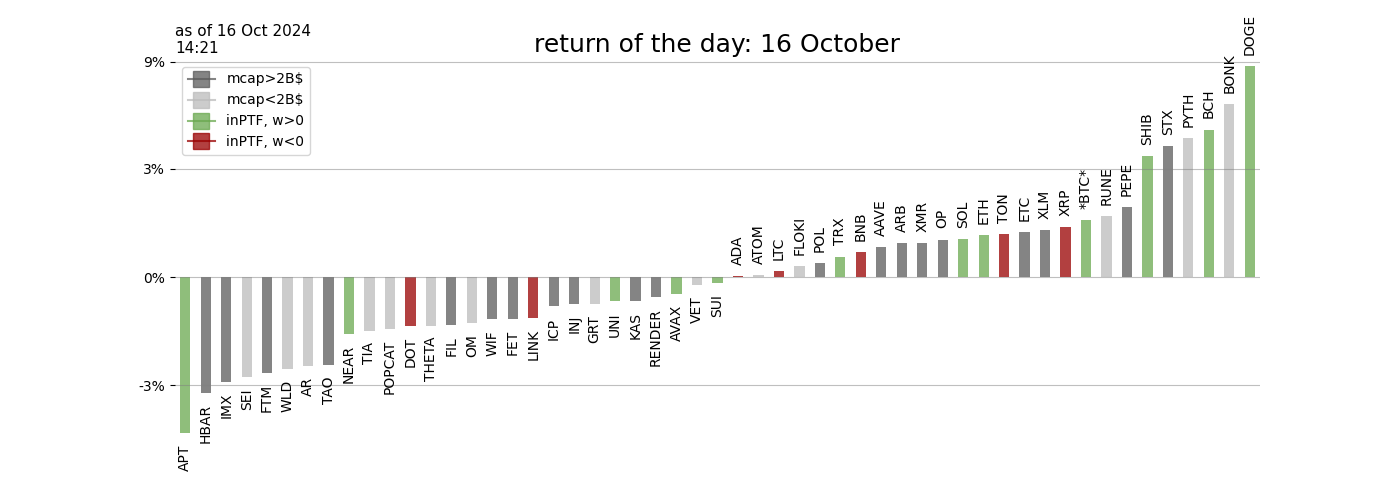 as of 16 Oct 2024
14:21
return of the day: 16 October
9%
3%
0%
-3%
mcap>2B$
mcap<2B$
inPTF, w>0
inPTF, w<0
APT
HBAR
IMX
SEI
FTM
WLD
AR
TAO
NEAR
TIA
POPCAT
DOT
THETA
FIL
OM
WIF
FET
LINK
ICP
INJ
GRT
UNI
KAS
RENDER
AVAX
VET
SUI
ADA
ATOM
LTC
FLOKI
POL
TRX
BNB
AAVE
ARB
XMR
OP
SOL
ETH
TON
ETC
XLM
XRP
*BTC*
RUNE
PEPE
SHIB
STX
PYTH
BCH
BONK
DOGE